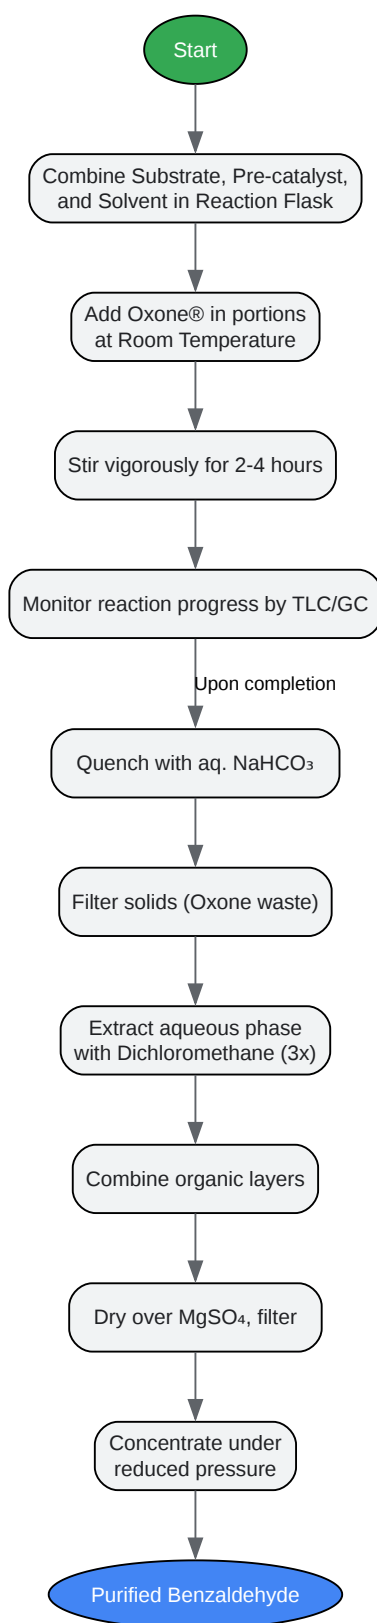 Start
Combine Substrate, Pre-catalyst,
and Solvent in Reaction Flask
Add Oxone® in portions
at Room Temperature
Stir vigorously for 2-4 hours
Monitor reaction progress by TLC/GC
Upon completion
Quench with aq. NaHCO₃
Filter solids (Oxone waste)
Extract aqueous phase
with Dichloromethane (3x)
Combine organic layers
Dry over MgSO₄, filter
Concentrate under
reduced pressure
Purified Benzaldehyde